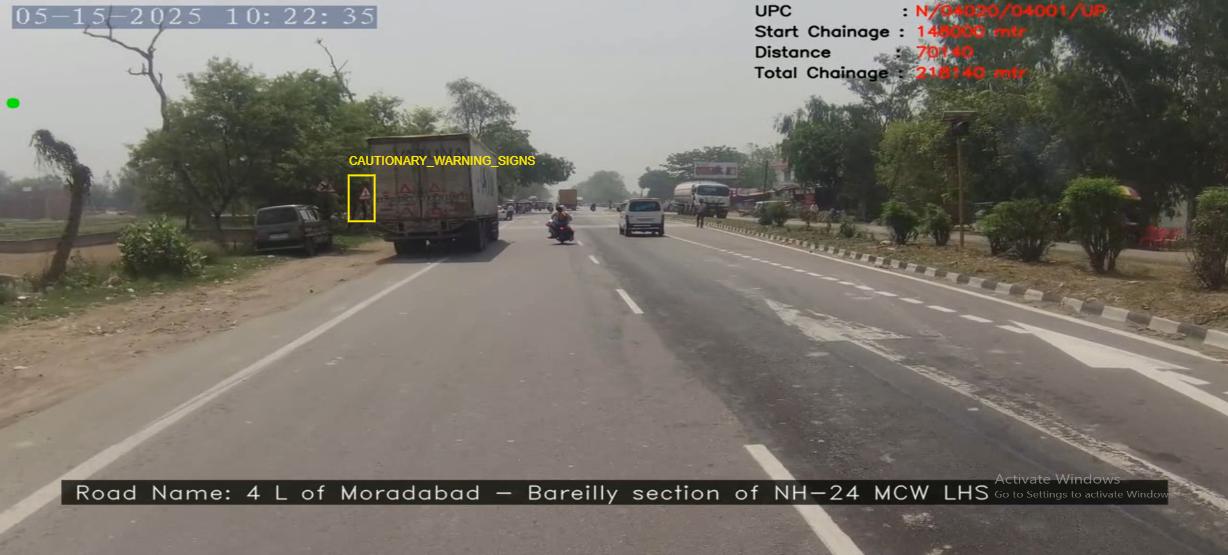 05-15-2025 10:22:35
UPC : N/04020/04001/UP
Start Chainage : 148000 mtr
Distance : 70140
Total Chainage : 218140 mtr
CAUTIONARY_WARNING_SIGNS
Road Name: 4 L of Moradabad - Bareilly section of NH-24 MCW LHS
Activate Windows
Go to Settings to activate Window